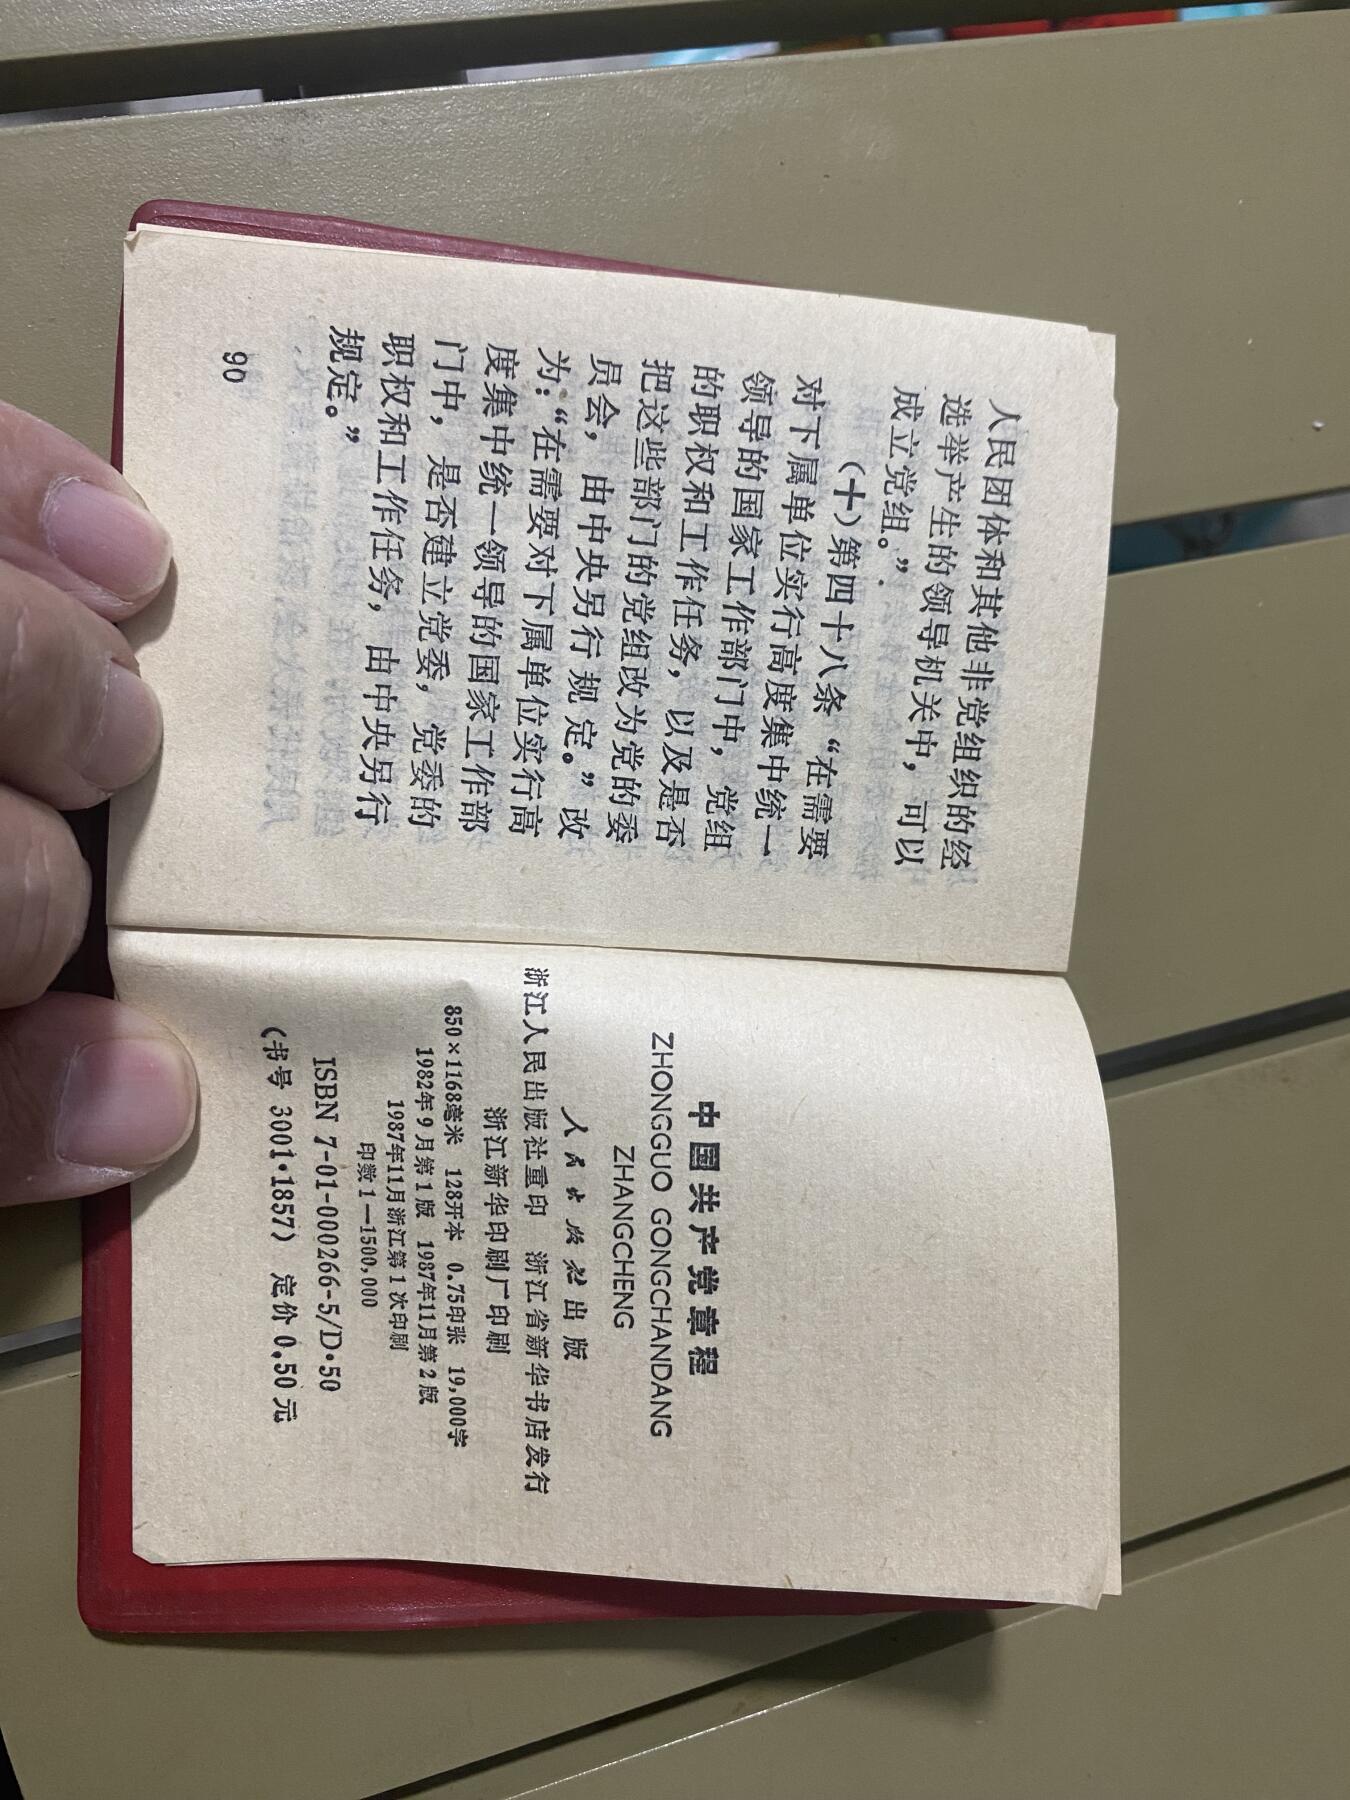 人民团体和其他非党组织的经
选举产生的领导机关中，可以
成立党组。”
（十）第四十八条 “在需要
对下属单位实行高度集中统一
领导的国家工作部门中，党组
的职权和工作任务，以及是否
把这些部门的党组改为党的委
员会，由中央另行规定。”改
为：“在需要对下属单位实行高
度集中统一领导的国家工作部
门中，是否建立党委，党委的
职权和工作任务，由中央另行
规定。”
90
中国共产党章程
ZHONGGUO GONGCHANDANG
ZHANGCHENG
人民出版社出版
浙江人民出版社重印 浙江省新华书店发行
浙江新华印刷厂印刷
850×1168毫米 128开本 0.75印张 19,000字
1982年9月第1版 1987年11月第2版
1987年11月浙江第1次印刷
印数1—1500,000
ISBN 7-01-000266-5/D·50
（书号 3001·1857） 定价 0.50 元